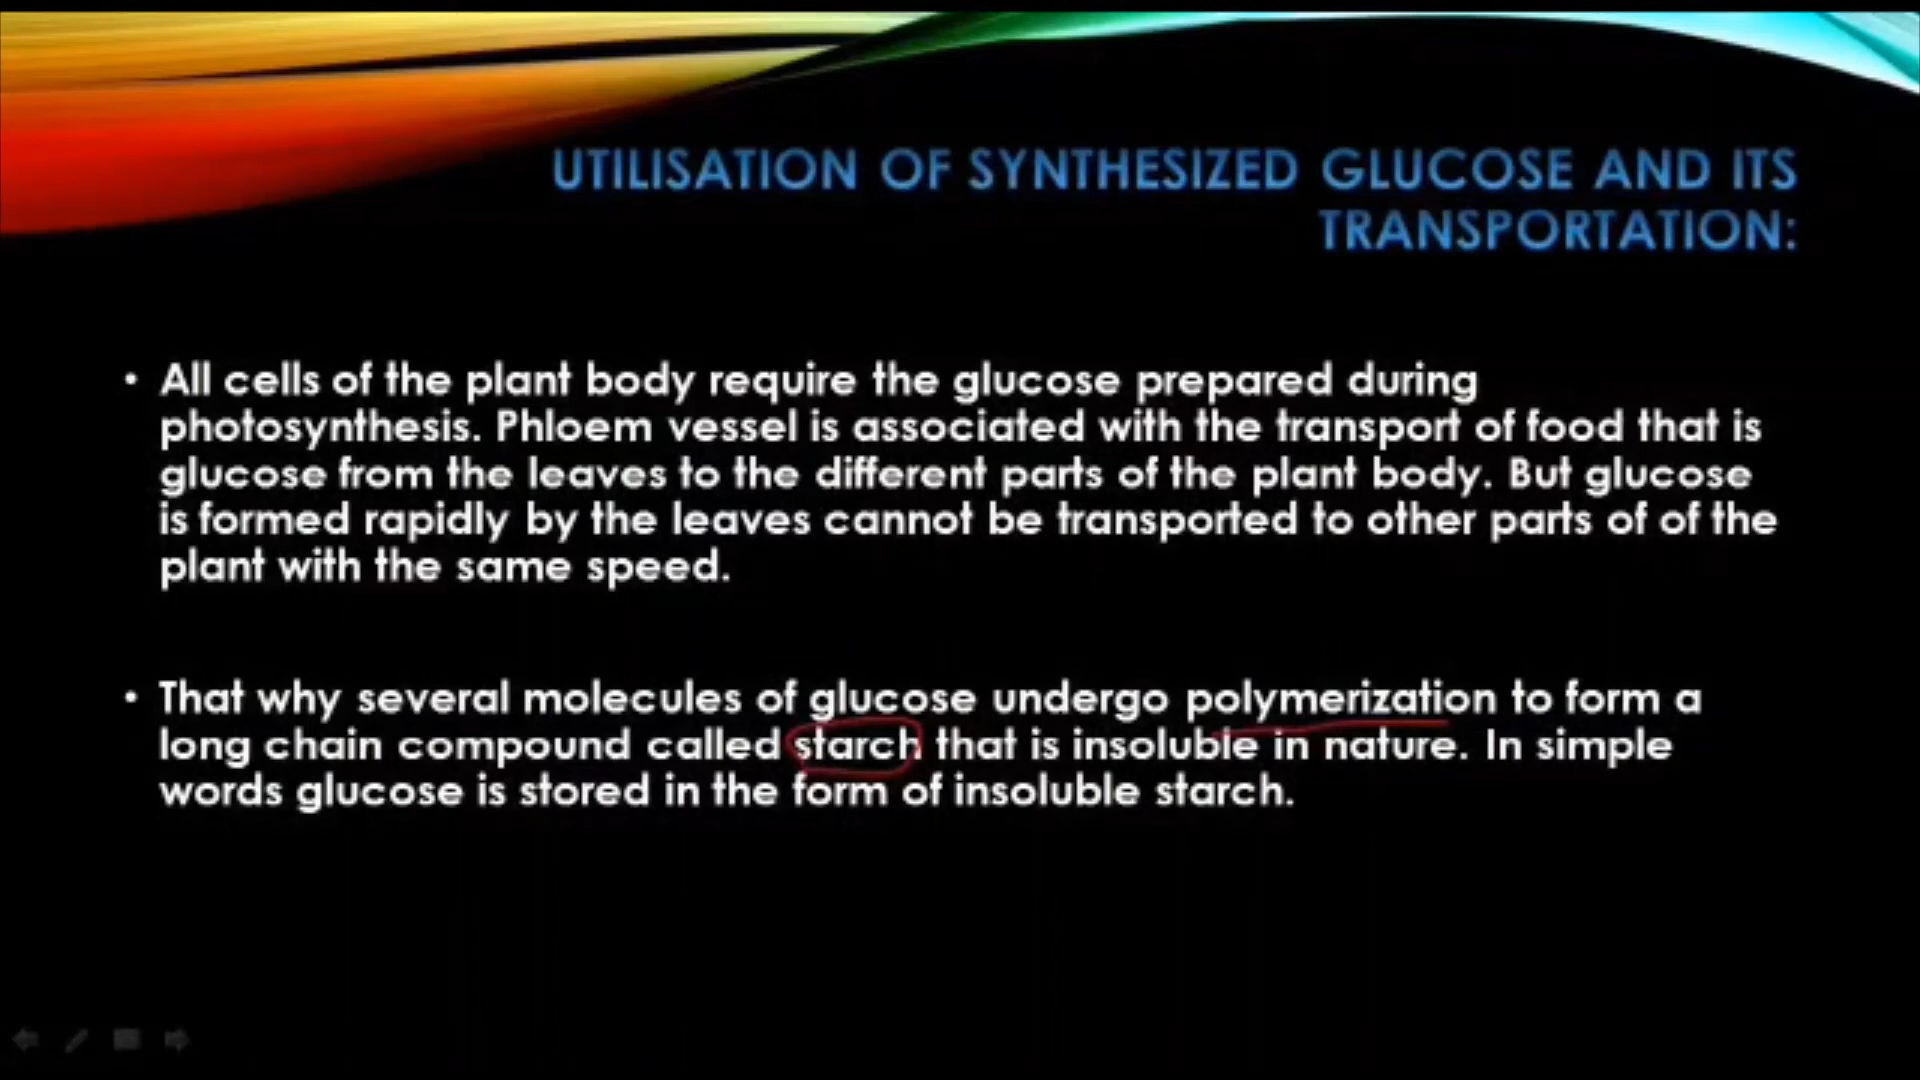 UTILISATION OF SYNTHESIZED GLUCOSE AND ITS
TRANSPORTATION:
• All cells of the plant body require the glucose prepared during
photosynthesis. Phloem vessel is associated with the transport of food that is
glucose from the leaves to the different parts of the plant body. But glucose
is formed rapidly by the leaves cannot be transported to other parts of of the
plant with the same speed.
• That why several molecules of glucose undergo polymerization to form a
long chain compound called starch that is insoluble in nature. In simple
words glucose is stored in the form of insoluble starch.